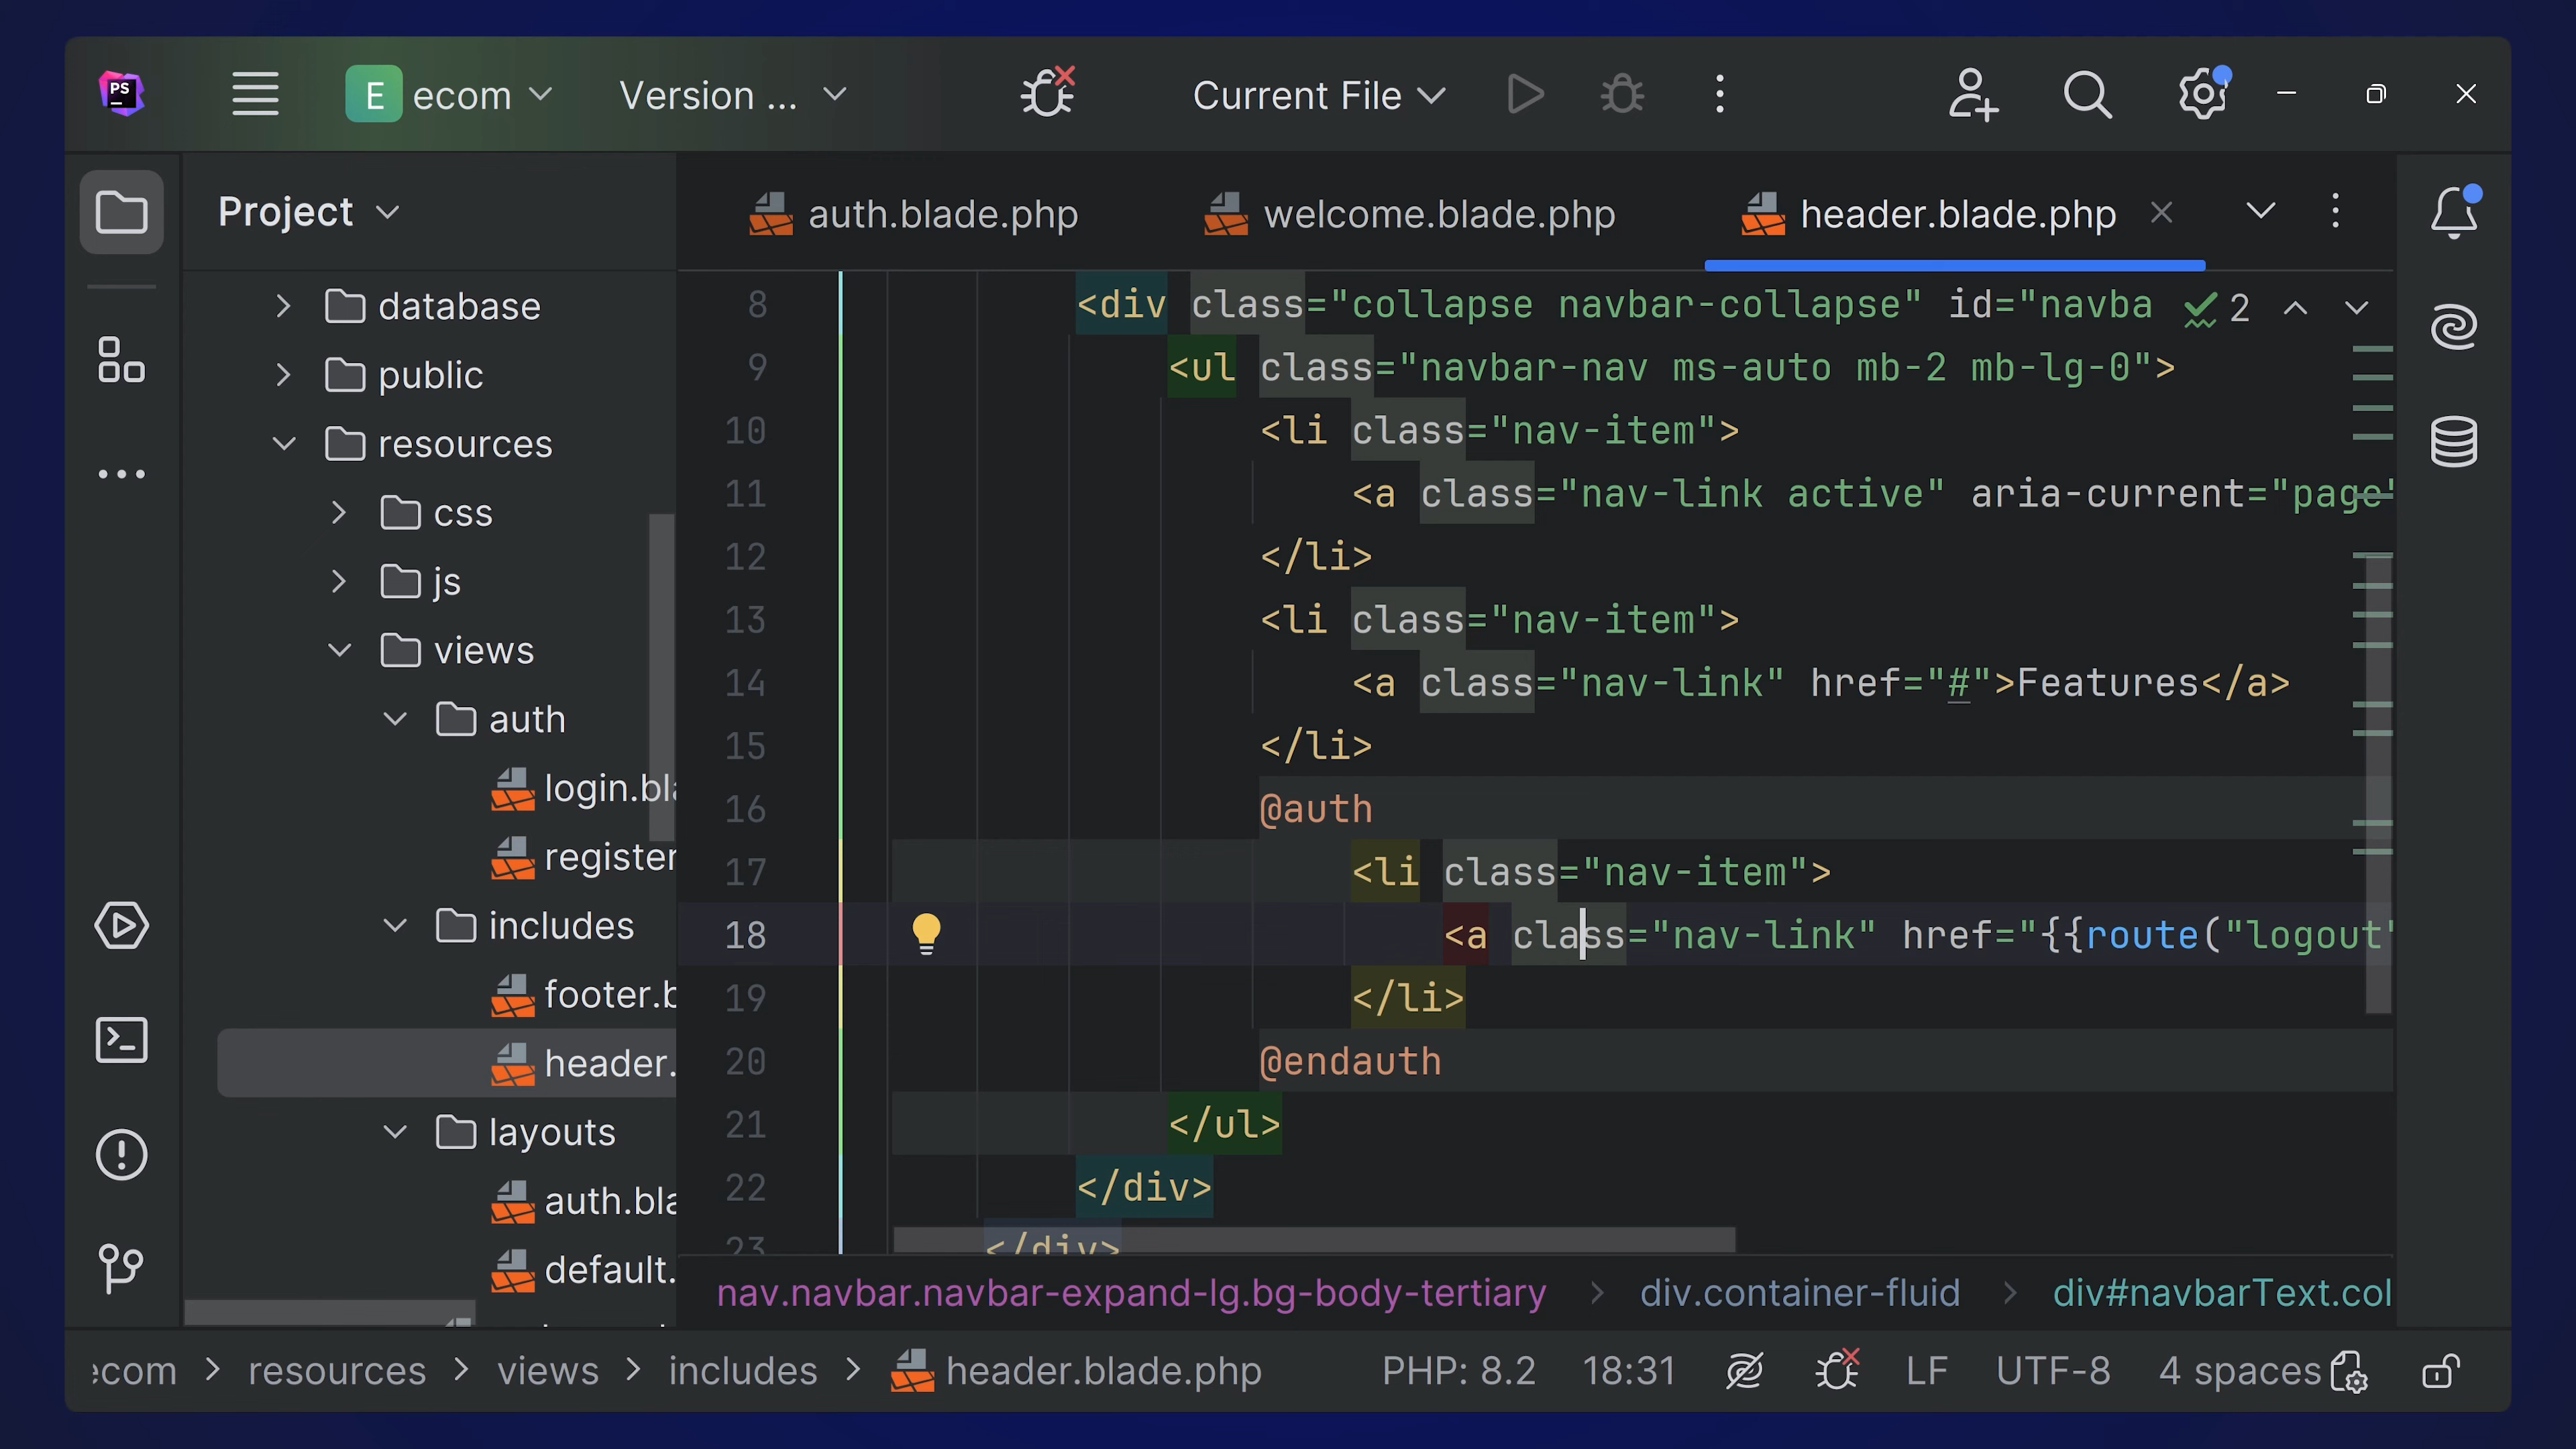 PS
E ecom
Version ...
Current File
Project
auth.blade.php
welcome.blade.php
header.blade.php
database
public
resources
css
js
views
auth
login.bla
register
includes
footer.b
header.
layouts
auth.bla
default.
8 <div class="collapse navbar-collapse" id="navba
2
9 <ul class="navbar-nav ms-auto mb-2 mb-lg-0">
10 <li class="nav-item">
11 <a class="nav-link active" aria-current="page"
12 </li>
13 <li class="nav-item">
14 <a class="nav-link" href="#">Features</a>
15 </li>
16 @auth
17 <li class="nav-item">
18 <a class="nav-link" href="{{route("logout"
19 </li>
20 @endauth
21 </ul>
22 </div>
23 </div>
nav.navbar.navbar-expand-lg.bg-body-tertiary > div.container-fluid > div#navbarText.col
ecom > resources > views > includes > header.blade.php
PHP: 8.2 18:31 LF UTF-8 4 spaces